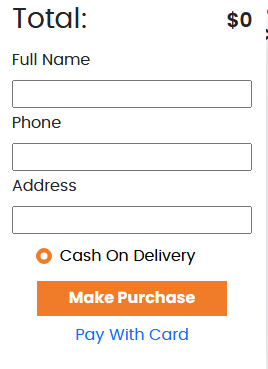 Total: $0
Full Name
Phone
Address
Cash On Delivery
Make Purchase
Pay With Card